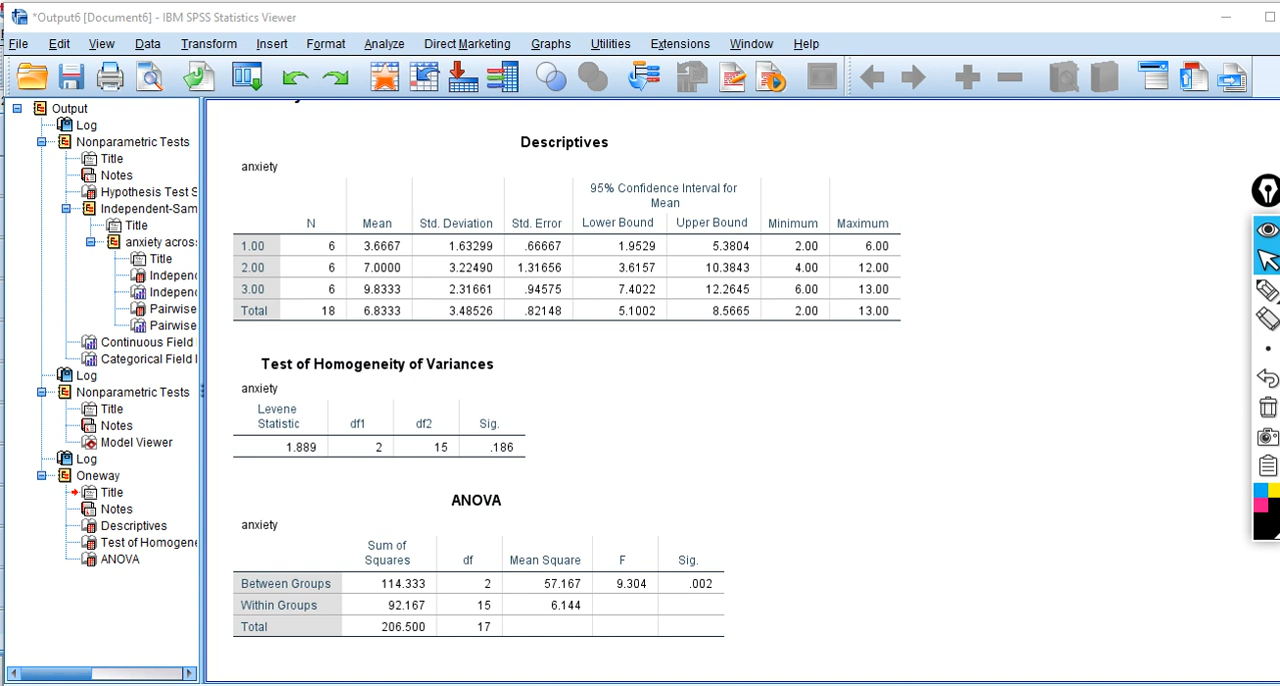 *Output6 [Document6] - IBM SPSS Statistics Viewer
File Edit View Data Transform Insert Format Analyze Direct Marketing Graphs Utilities Extensions Window Help
Output
Log
Nonparametric Tests
Title
Notes
Hypothesis Test S
Independent-Sam
Title
anxiety across
Title
Indepen
Indepen
Pairwise
Pairwise
Continuous Field
Categorical Field
Log
Nonparametric Tests
Title
Notes
Model Viewer
Log
Oneway
Title
Notes
Descriptives
Test of Homogene
ANOVA
Descriptives
anxiety
95% Confidence Interval for
Mean
N Mean Std. Deviation Std. Error Lower Bound Upper Bound Minimum Maximum
1.00 6 3.6667 1.63299 .66667 1.9529 5.3804 2.00 6.00
2.00 6 7.0000 3.22490 1.31656 3.6157 10.3843 4.00 12.00
3.00 6 9.8333 2.31661 .94575 7.4022 12.2645 6.00 13.00
Total 18 6.8333 3.48526 .82148 5.1002 8.5665 2.00 13.00
Test of Homogeneity of Variances
anxiety
Levene
Statistic df1 df2 Sig.
1.889 2 15 .186
ANOVA
anxiety
Sum of
Squares df Mean Square F Sig.
Between Groups 114.333 2 57.167 9.304 .002
Within Groups 92.167 15 6.144
Total 206.500 17